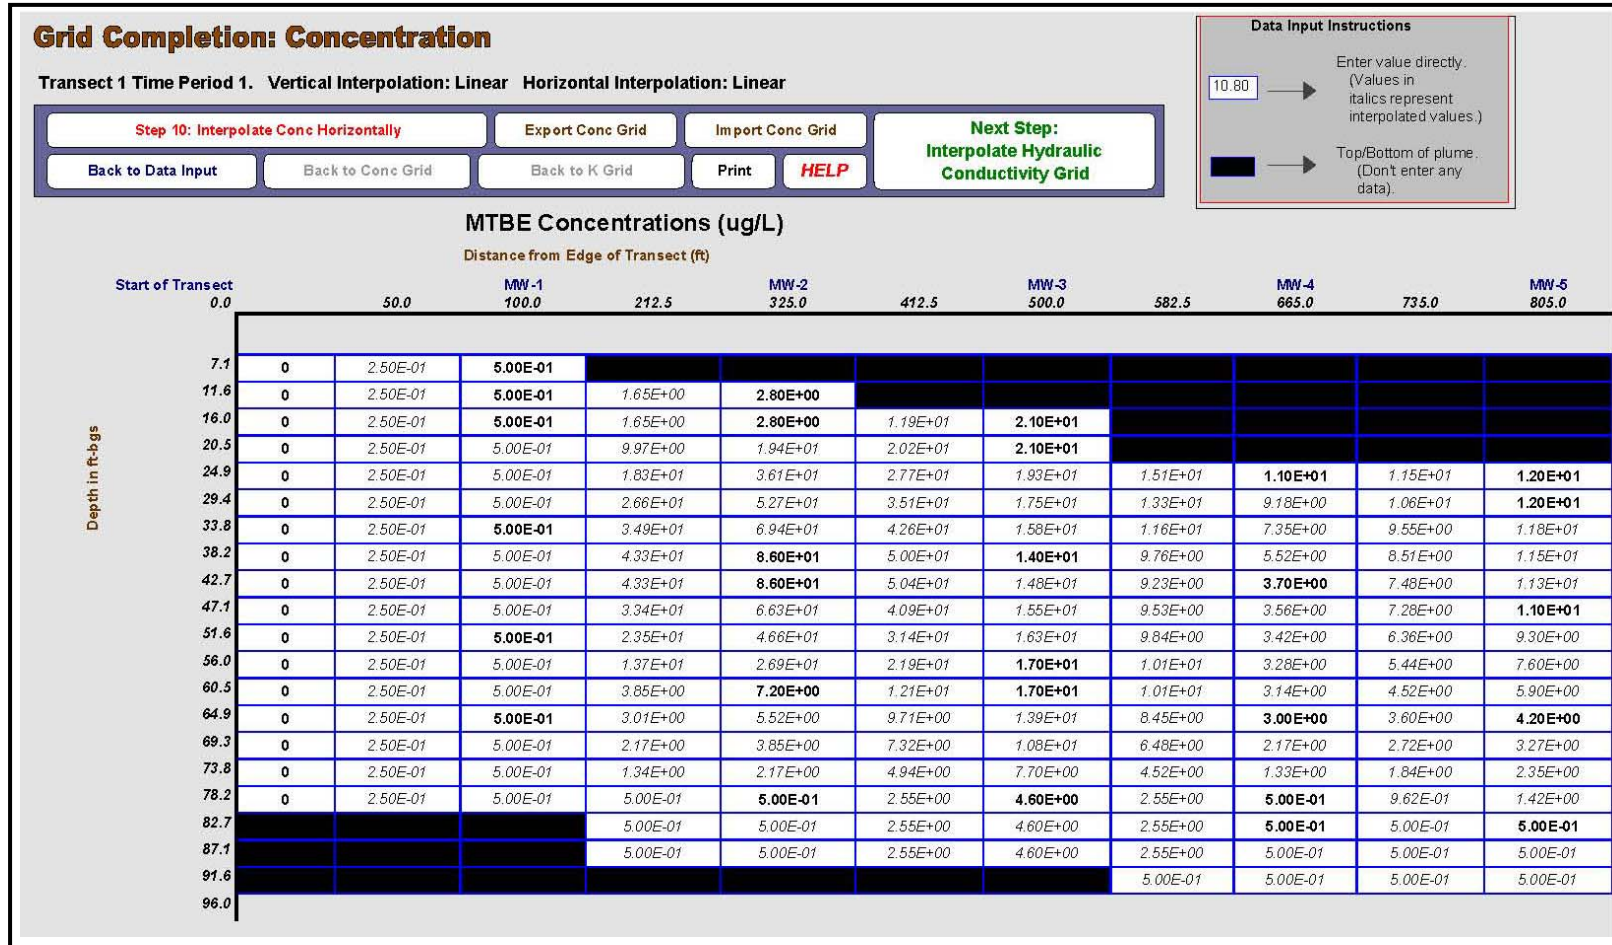 Grid Completion: Concentration
Transect 1 Time Period 1. Vertical Interpolation: Linear Horizontal Interpolation: Linear
Step 10: Interpolate Conc Horizontally
Export Conc Grid
Import Conc Grid
Next Step:
Interpolate Hydraulic
Conductivity Grid
Back to Data Input
Back to Conc Grid
Back to K Grid
Print
HELP
Data Input Instructions
10.80
Enter value directly.
(Values in
italics represent
interpolated values.)
Top/Bottom of plume.
(Don't enter any
data).
MTBE Concentrations (ug/L)
Distance from Edge of Transect (ft)
Start of Transect MW-1 MW-2 MW-3 MW-4 MW-5
0.0 50.0 100.0 212.5 325.0 412.5 500.0 582.5 665.0 735.0 805.0
Depth in ft-bgs
7.1 0 2.50E-01 5.00E-01
11.6 0 2.50E-01 5.00E-01 1.65E+00 2.80E+00
16.0 0 2.50E-01 5.00E-01 1.65E+00 2.80E+00 1.19E+01 2.10E+01
20.5 0 2.50E-01 5.00E-01 9.97E+00 1.94E+01 2.02E+01 2.10E+01
24.9 0 2.50E-01 5.00E-01 1.83E+01 3.61E+01 2.77E+01 1.93E+01 1.51E+01 1.10E+01 1.15E+01 1.20E+01
29.4 0 2.50E-01 5.00E-01 2.66E+01 5.27E+01 3.51E+01 1.75E+01 1.33E+01 9.18E+00 1.06E+01 1.20E+01
33.8 0 2.50E-01 5.00E-01 3.49E+01 6.94E+01 4.26E+01 1.58E+01 1.16E+01 7.35E+00 9.55E+00 1.18E+01
38.2 0 2.50E-01 5.00E-01 4.33E+01 8.60E+01 5.00E+01 1.40E+01 9.76E+00 5.52E+00 8.51E+00 1.15E+01
42.7 0 2.50E-01 5.00E-01 4.33E+01 8.60E+01 5.04E+01 1.48E+01 9.23E+00 3.70E+00 7.48E+00 1.13E+01
47.1 0 2.50E-01 5.00E-01 3.34E+01 6.63E+01 4.09E+01 1.55E+01 9.53E+00 3.56E+00 7.28E+00 1.10E+01
51.6 0 2.50E-01 5.00E-01 2.35E+01 4.66E+01 3.14E+01 1.63E+01 9.84E+00 3.42E+00 6.36E+00 9.30E+00
56.0 0 2.50E-01 5.00E-01 1.37E+01 2.69E+01 2.19E+01 1.70E+01 1.01E+01 3.28E+00 5.44E+00 7.60E+00
60.5 0 2.50E-01 5.00E-01 3.85E+00 7.20E+00 1.21E+01 1.70E+01 1.01E+01 3.14E+00 4.52E+00 5.90E+00
64.9 0 2.50E-01 5.00E-01 3.01E+00 5.52E+00 9.71E+00 1.39E+01 8.45E+00 3.00E+00 3.60E+00 4.20E+00
69.3 0 2.50E-01 5.00E-01 2.17E+00 3.85E+00 7.32E+00 1.08E+01 6.48E+00 2.17E+00 2.72E+00 3.27E+00
73.8 0 2.50E-01 5.00E-01 1.34E+00 2.17E+00 4.94E+00 7.70E+00 4.52E+00 1.33E+00 1.84E+00 2.35E+00
78.2 0 2.50E-01 5.00E-01 5.00E-01 5.00E-01 2.55E+00 4.60E+00 2.55E+00 5.00E-01 9.62E-01 1.42E+00
82.7 5.00E-01 5.00E-01 2.55E+00 4.60E+00 2.55E+00 5.00E-01 5.00E-01 5.00E-01
87.1 5.00E-01 5.00E-01 2.55E+00 4.60E+00 2.55E+00 5.00E-01 5.00E-01 5.00E-01
91.6 5.00E-01 5.00E-01 5.00E-01 5.00E-01
96.0